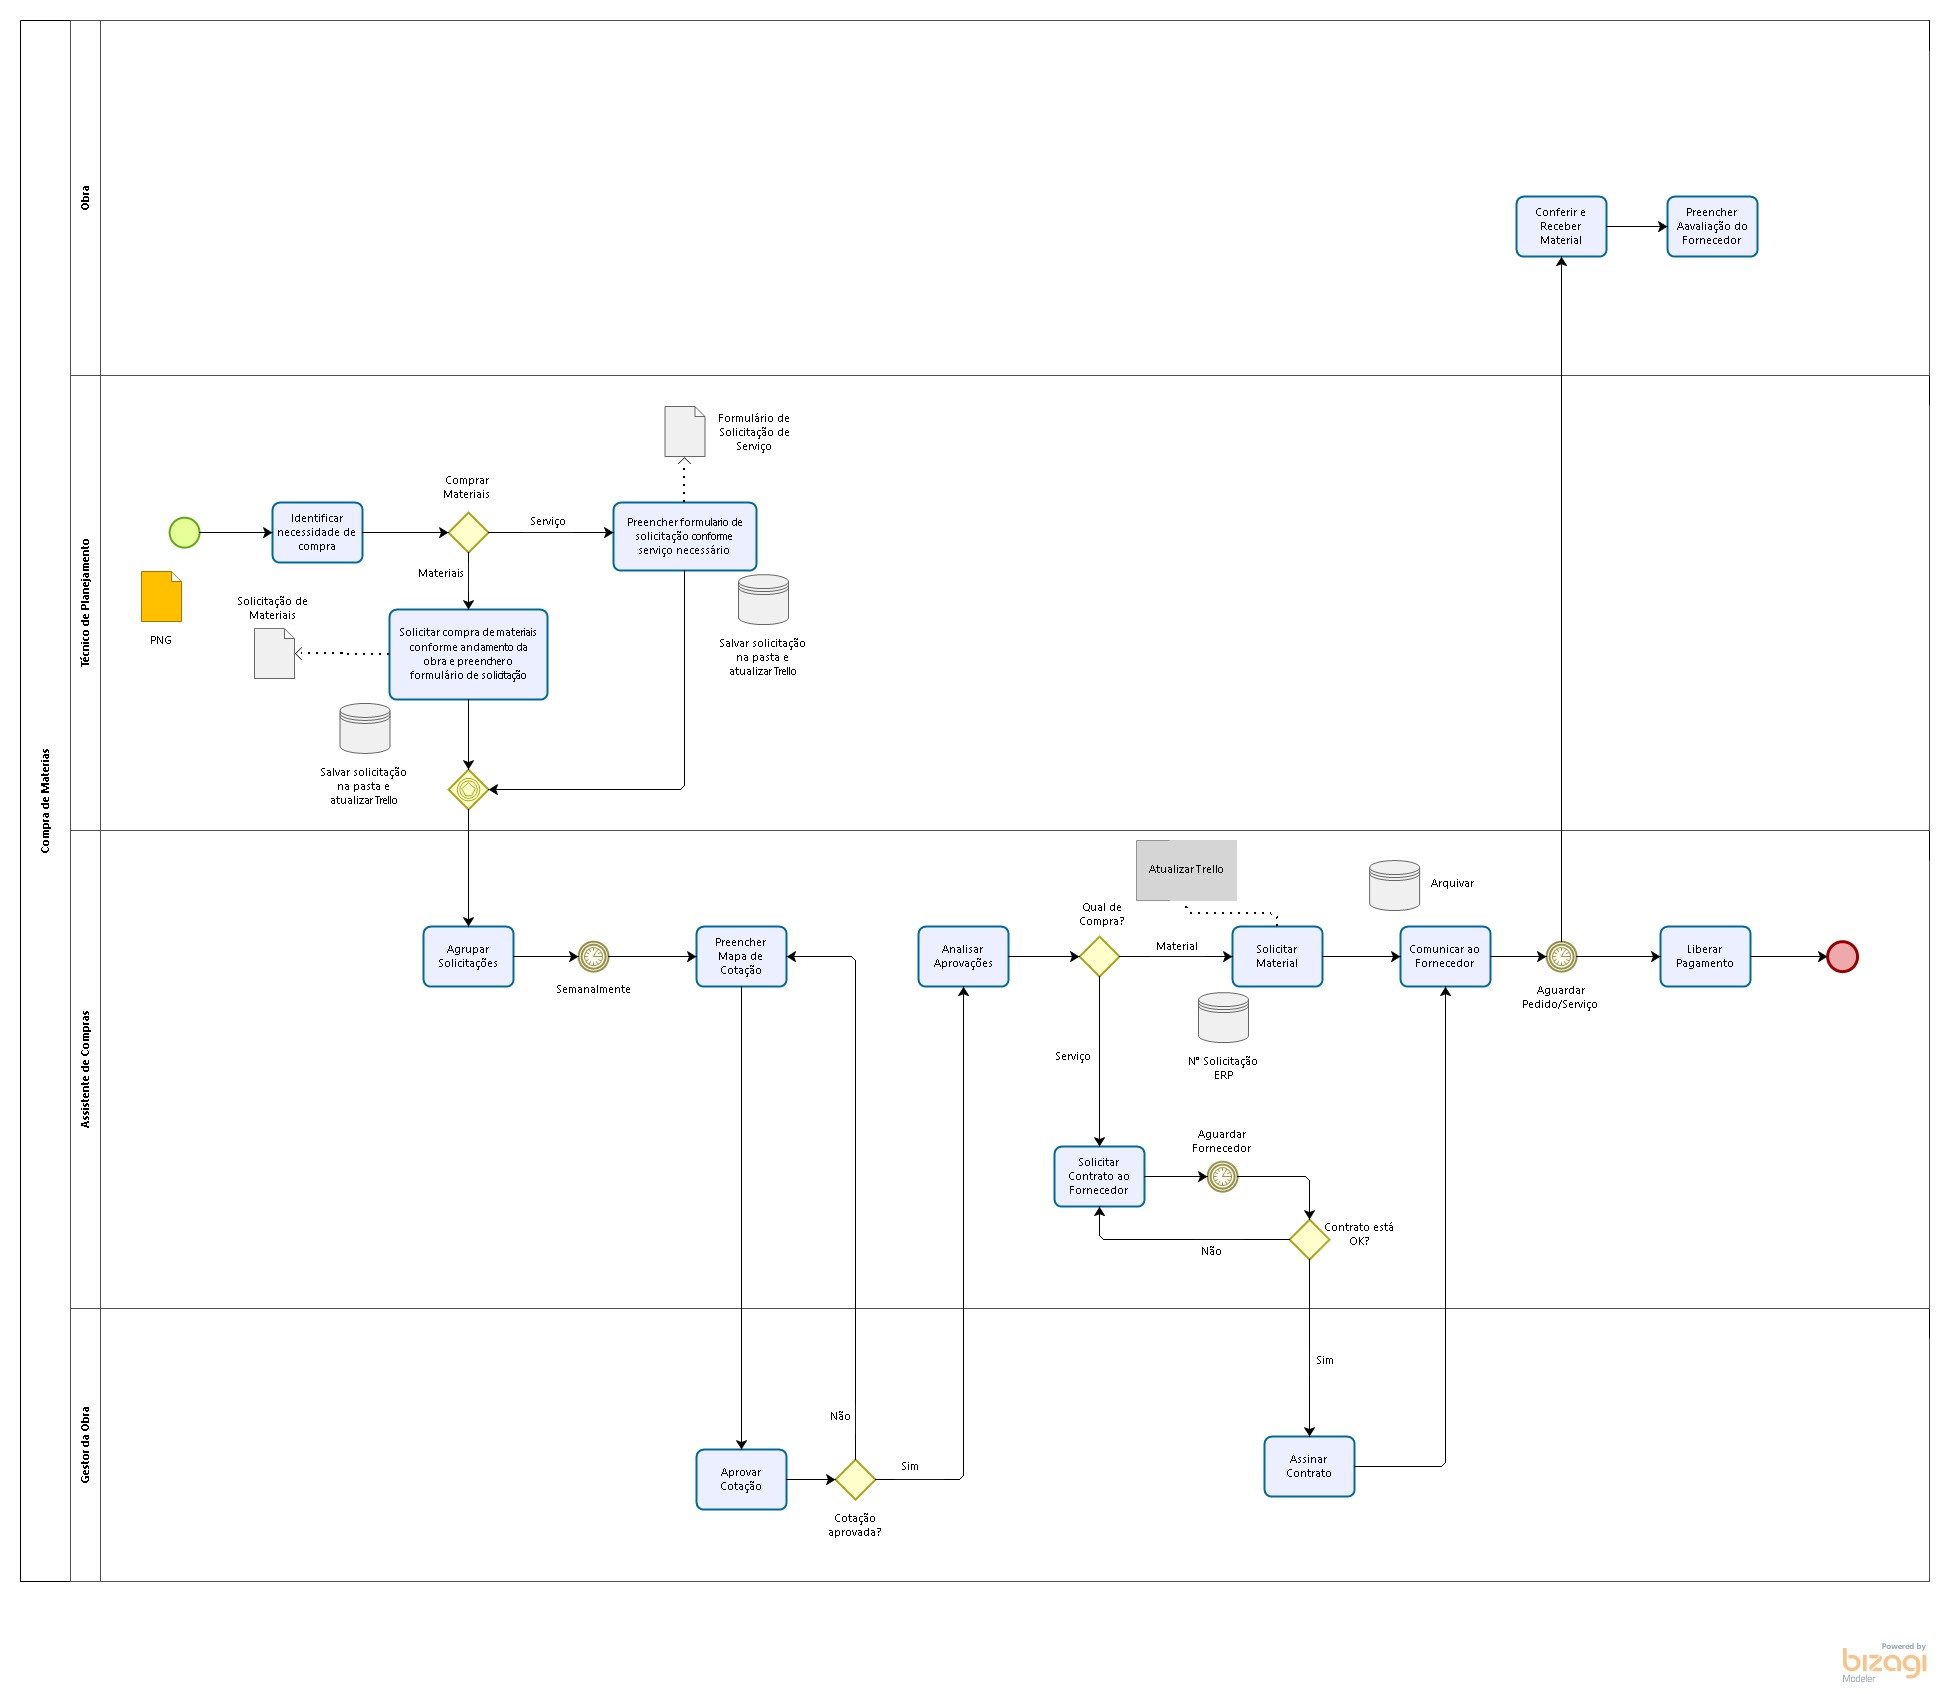 Compra de Materias
Obra
Conferir e
Receber
Material
Preencher
Aavaliação do
Fornecedor
Técnico de Planejamento
Formulário de
Solicitação de
Serviço
Comprar
Materiais
Identificar
necessidade de
compra
Serviço
Preencher formulario de
solicitação conforme
serviço necessário
Materiais
PNG
Solicitação de
Materiais
Solicitar compra de materiais
conforme andamento da
obra e preencher o
formulário de solicitação
Salvar solicitação
na pasta e
atualizar Trello
Salvar solicitação
na pasta e
atualizar Trello
Assistente de Compras
Agrupar
Solicitações
Semanalmente
Preencher
Mapa de
Cotação
Analisar
Aprovações
Qual de
Compra?
Atualizar Trello
Material
Solicitar
Material
N° Solicitação
ERP
Arquivar
Comunicar ao
Fornecedor
Aguardar
Pedido/Serviço
Liberar
Pagamento
Serviço
Solicitar
Contrato ao
Fornecedor
Aguardar
Fornecedor
Contrato está
OK?
Não
Sim
Gestor da Obra
Aprovar
Cotação
Não
Sim
Cotação
aprovada?
Assinar
Contrato
Powered by
bizagi
Modeler